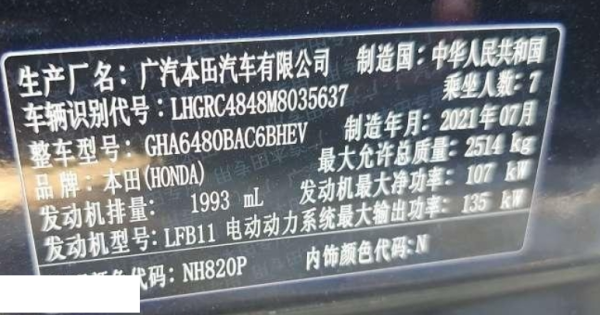 生产厂名：广汽本田汽车有限公司 制造国：中华人民共和国
车辆识别代号：LHGRC4848M8035637 乘坐人数：7
整车型号：GHA6480BAC6BHEV 制造年月：2021年07月
品牌：本田(HONDA) 最大允许总质量：2514 kg
发动机排量： 1993 mL 发动机最大净功率：107 kW
发动机型号：LFB11 电动动力系统最大输出功率：135 kW
颜色代码：NH820P 内饰颜色代码：N